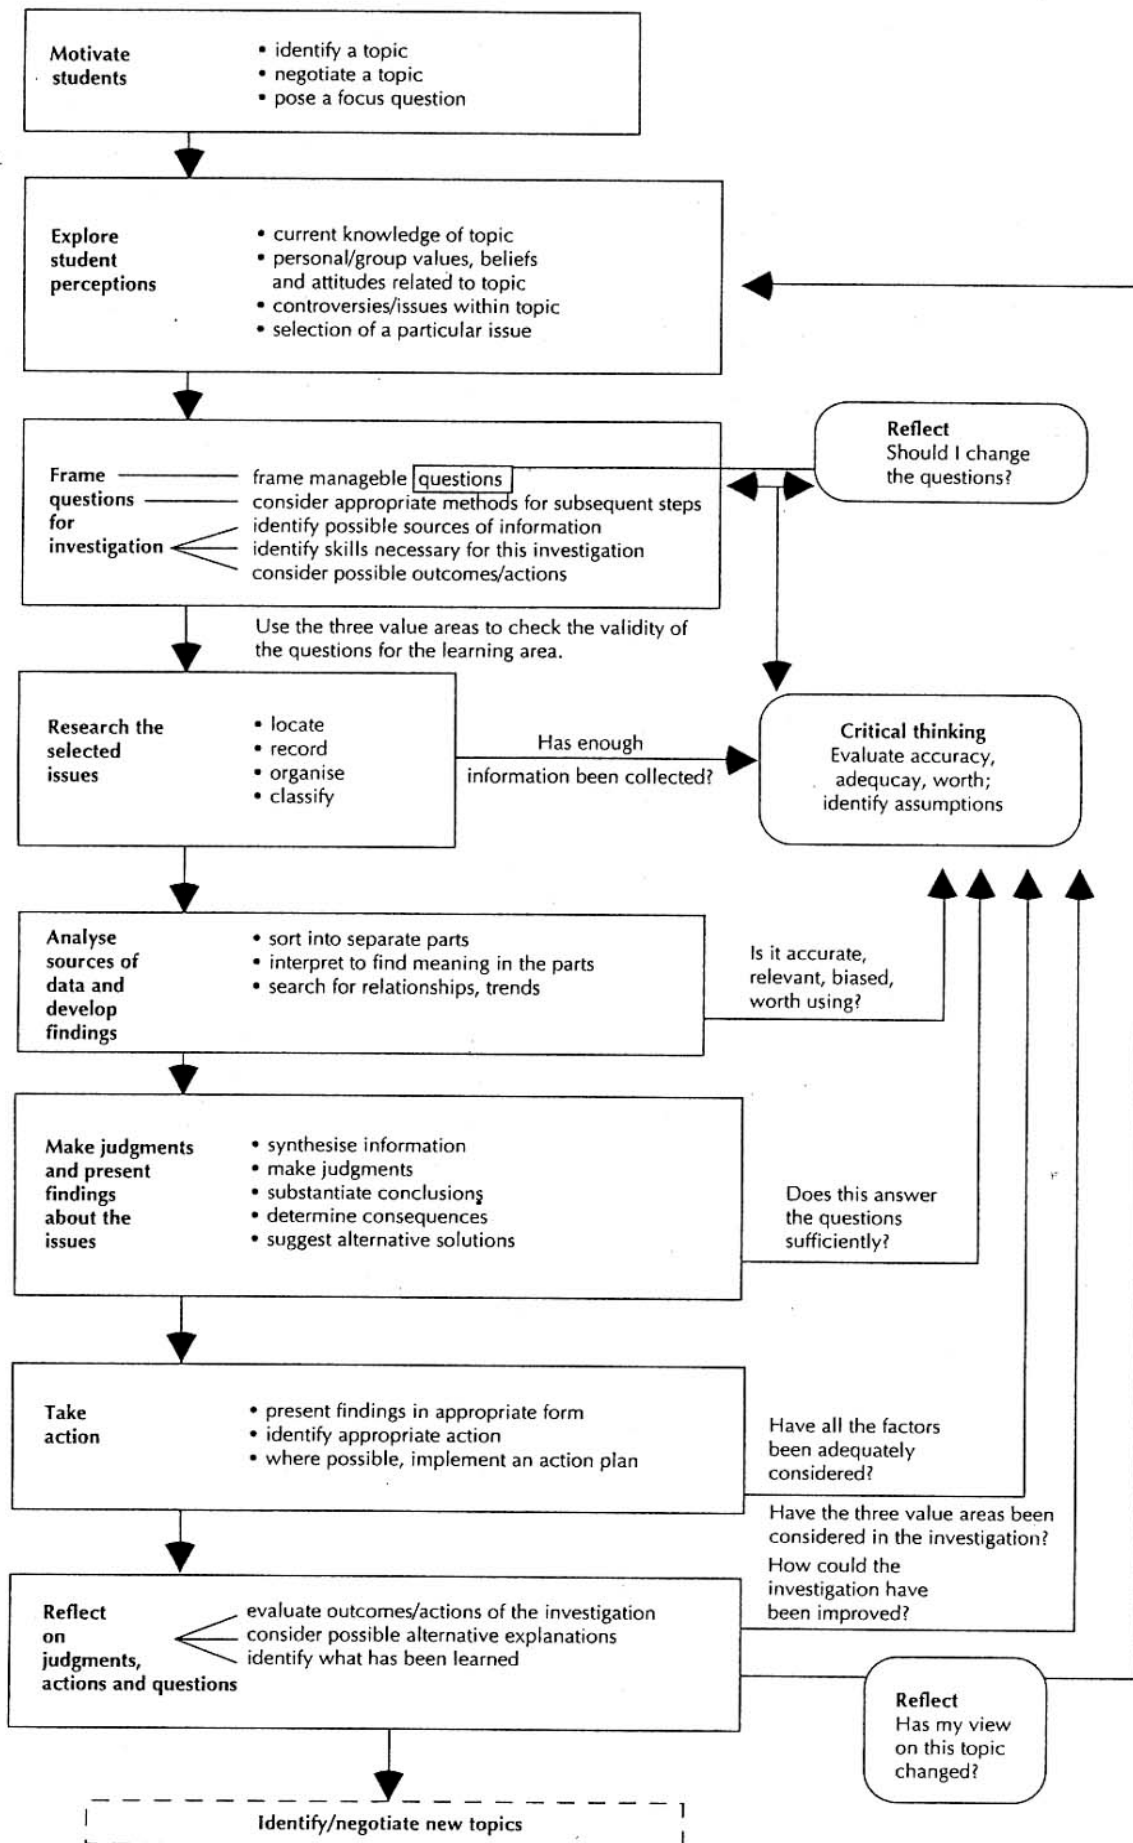 Motivate
students
• identify a topic
• negotiate a topic
• pose a focus question
Explore
student
perceptions
• current knowledge of topic
• personal/group values, beliefs
and attitudes related to topic
• controversies/issues within topic
• selection of a particular issue
Frame
questions
for
investigation
frame managable questions
consider appropriate methods for subsequent steps
identify possible sources of information
identify skills necessary for this investigation
consider possible outcomes/actions
Reflect
Should I change
the questions?
Use the three value areas to check the validity of
the questions for the learning area.
Research the
selected
issues
• locate
• record
• organise
• classify
Has enough
information been collected?
Critical thinking
Evaluate accuracy,
adequcay, worth;
identify assumptions
Analyse
sources of
data and
develop
findings
• sort into separate parts
• interpret to find meaning in the parts
• search for relationships, trends
Is it accurate,
relevant, biased,
worth using?
Make judgments
and present
findings
about the
issues
• synthesise information
• make judgments
• substantiate conclusions
• determine consequences
• suggest alternative solutions
Does this answer
the questions
sufficiently?
Take
action
• present findings in appropriate form
• identify appropriate action
• where possible, implement an action plan
Have all the factors
been adequately
considered?
Have the three value areas been
considered in the investigation?
How could the
investigation have
been improved?
Reflect
on
judgments,
actions and questions
evaluate outcomes/actions of the investigation
consider possible alternative explanations
identify what has been learned
Reflect
Has my view
on this topic
changed?
Identify/negotiate new topics